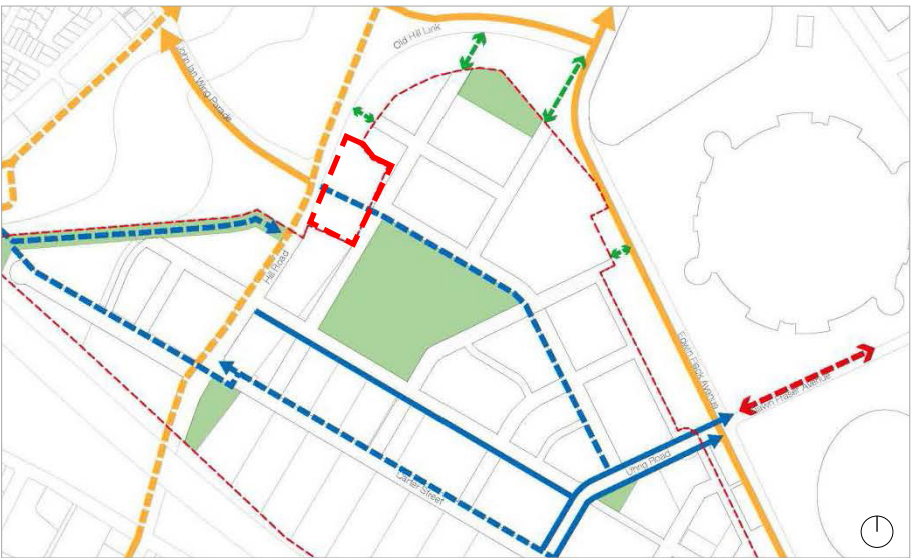 Old Hill Link
John Ian Wing Parade
Hill Road
Edwin Flack Avenue
Dawn Fraser Avenue
Uhrig Road
Carter Street